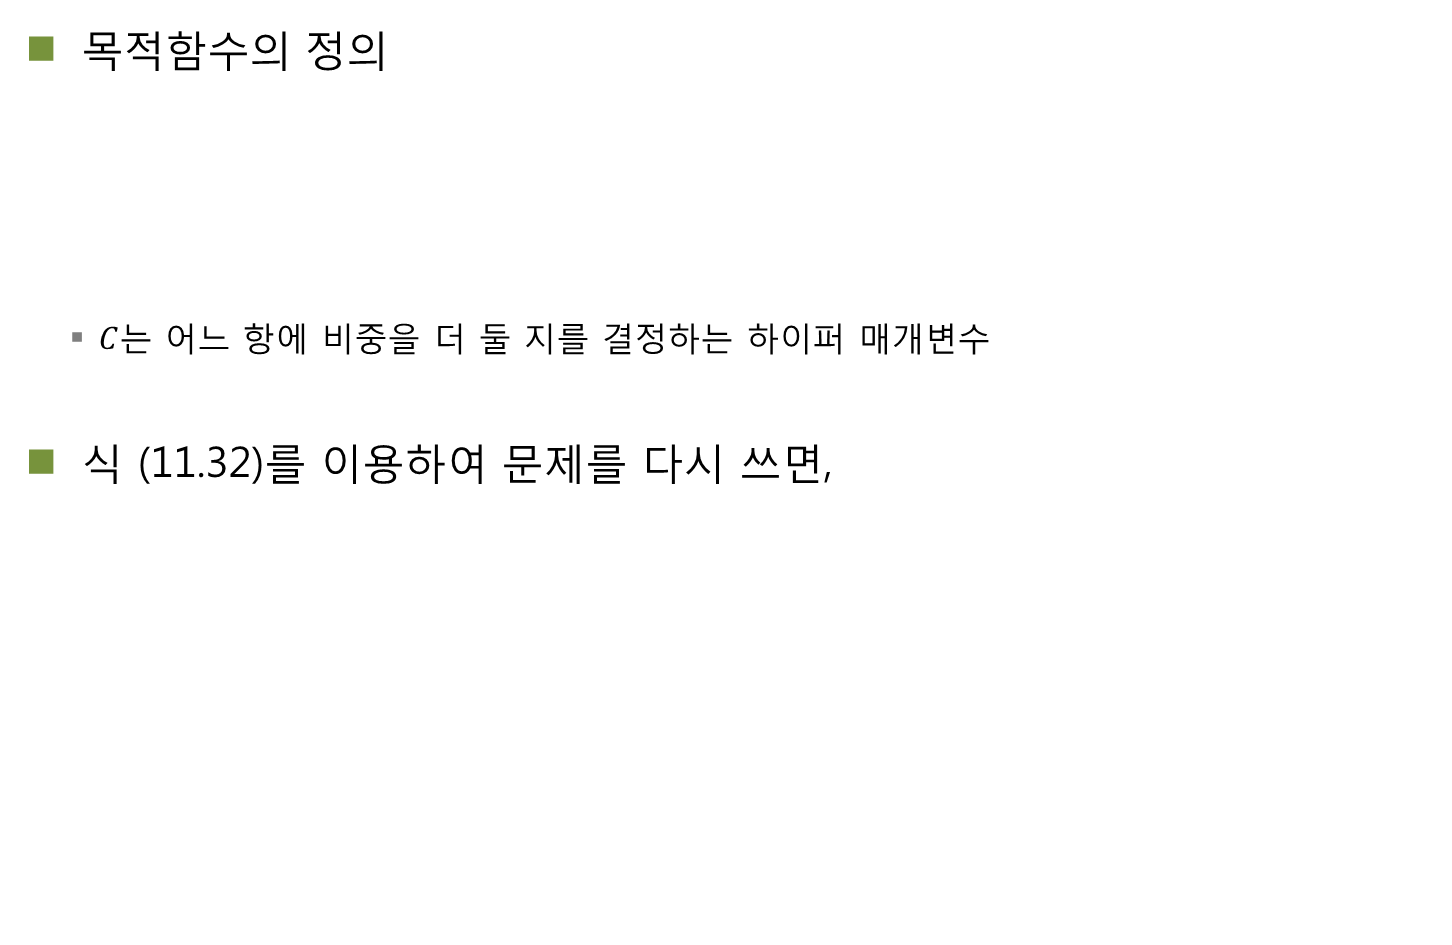 목적함수의 정의
C는 어느 항에 비중을 더 둘 지를 결정하는 하이퍼 매개변수
식 (11.32)를 이용하여 문제를 다시 쓰면,